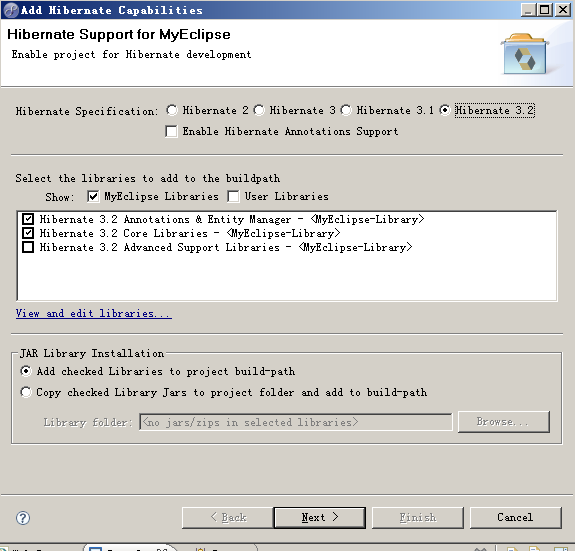 Add Hibernate Capabilities
Hibernate Support for MyEclipse
Enable project for Hibernate development
Hibernate Specification: Hibernate 2 Hibernate 3 Hibernate 3.1 Hibernate 3.2
Enable Hibernate Annotations Support
Select the libraries to add to the buildpath
Show: MyEclipse Libraries User Libraries
Hibernate 3.2 Annotations & Entity Manager - <MyEclipse-Library>
Hibernate 3.2 Core Libraries - <MyEclipse-Library>
Hibernate 3.2 Advanced Support Libraries - <MyEclipse-Library>
View and edit libraries...
JAR Library Installation
Add checked Libraries to project build-path
Copy checked Library Jars to project folder and add to build-path
Library folder: <no jars/zips in selected libraries> Browse...
? < Back Next > Finish Cancel